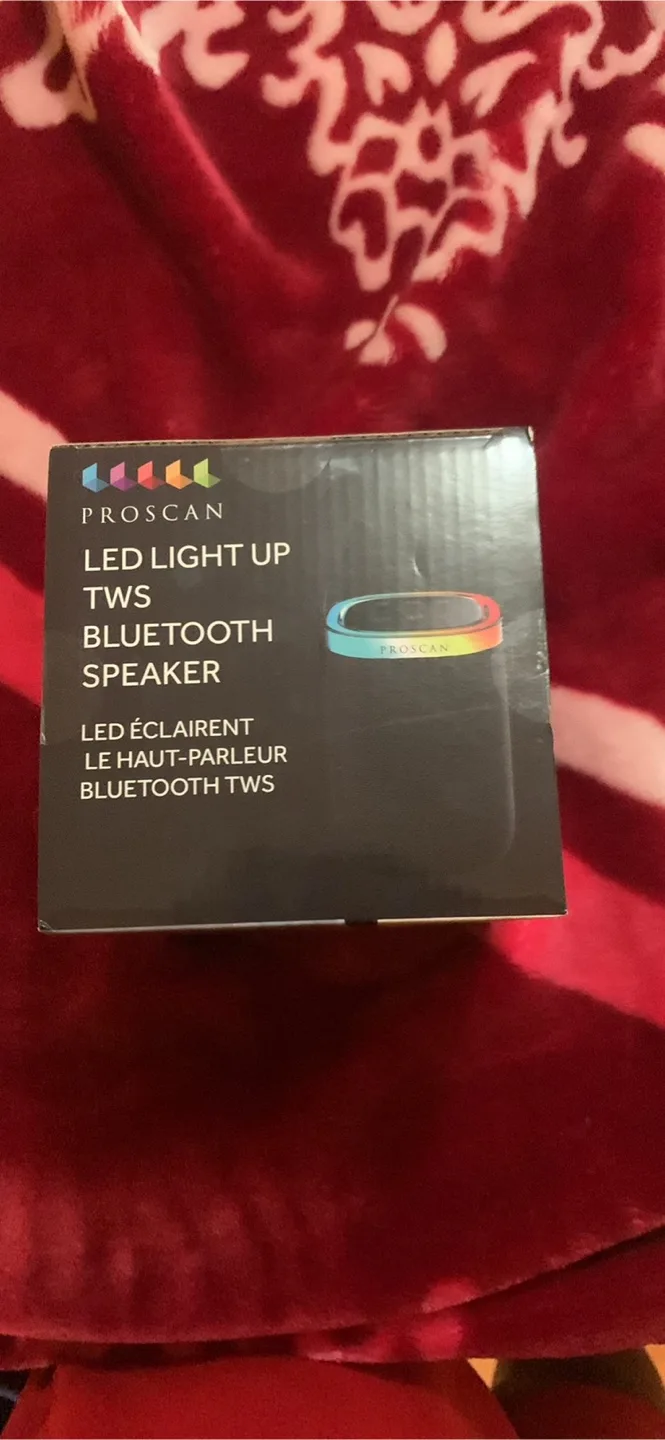 PROSCAN
LED LIGHT UP
TWS
BLUETOOTH
SPEAKER
LED ÉCLAIRENT
LE HAUT-PARLEUR
BLUETOOTH TWS
PROSCAN